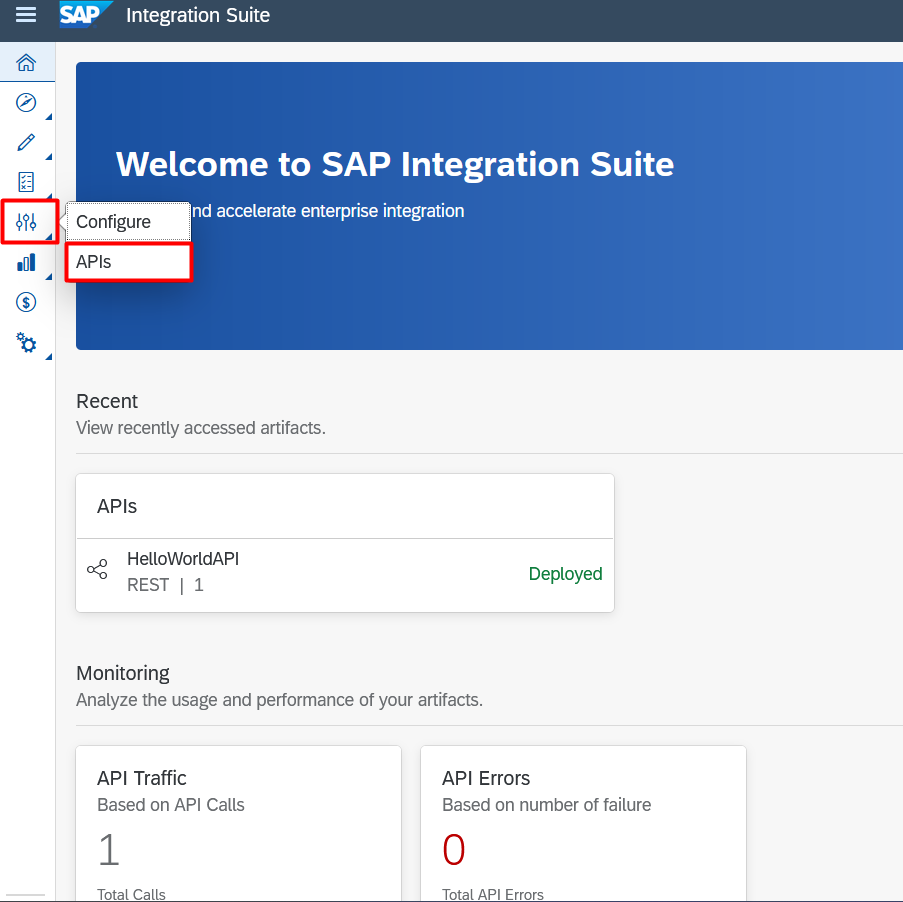 SAP Integration Suite
Welcome to SAP Integration Suite
nd accelerate enterprise integration
Configure
APIs
$
Recent
View recently accessed artifacts.
APIs
HelloWorldAPI
REST | 1
Deployed
Monitoring
Analyze the usage and performance of your artifacts.
API Traffic
Based on API Calls
1
Total Calls
API Errors
Based on number of failure
0
Total API Errors